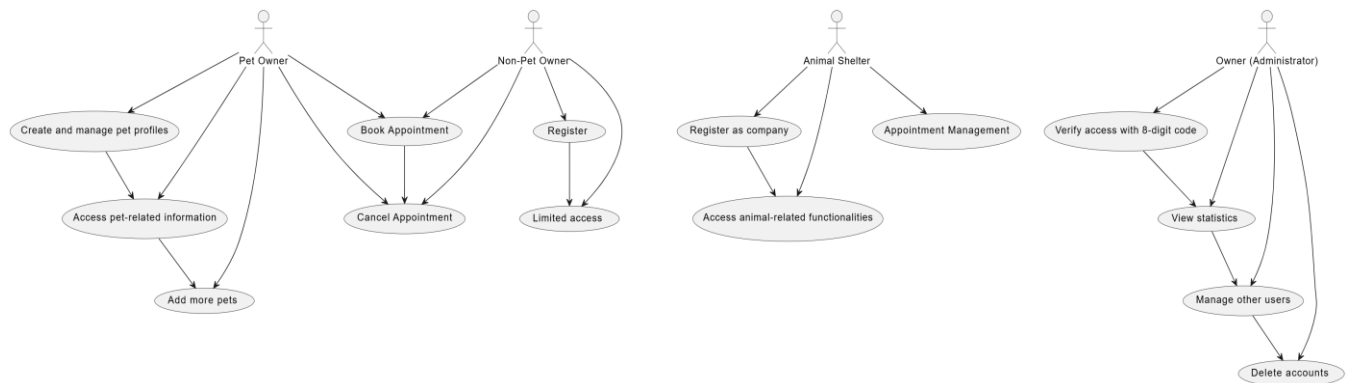 Pet Owner
Non-Pet Owner
Animal Shelter
Owner (Administrator)
Create and manage pet profiles
Book Appointment
Register
Register as company
Appointment Management
Verify access with 8-digit code
Access pet-related information
Cancel Appointment
Limited access
Access animal-related functionalities
View statistics
Add more pets
Manage other users
Delete accounts